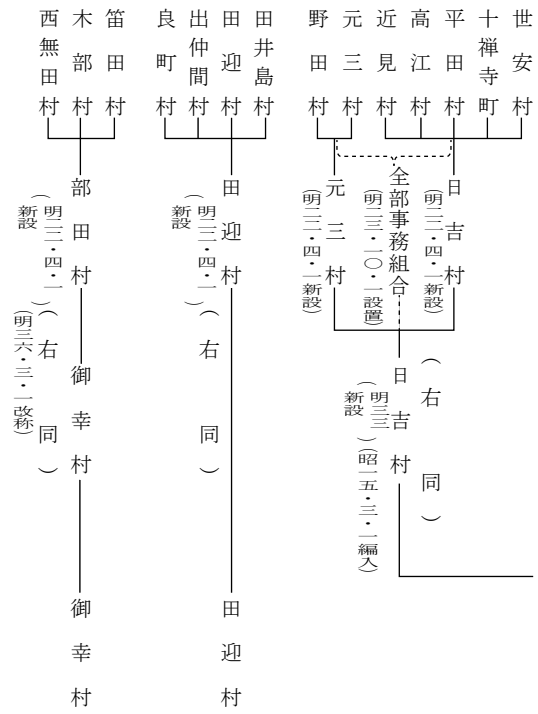 世安村
十禅寺町
平田村
高江村
近見村
元三村
野田村
日吉村
(明二二・四・一新設)
全部事務組合
(明二三・一〇・一設置)
元三村
(明二二・四・一新設)
(右同)
日吉村
(明三三新設)
(昭一五・三・一編入)
田井島村
田迎村
出仲間村
良町村
田迎村
(明二二・四・一新設)
(右同)
田迎村
笛田村
木部村
西無田村
部田村
(明二二・四・一新設)
御幸村
(右同)
(明三六・三・一改称)
御幸村